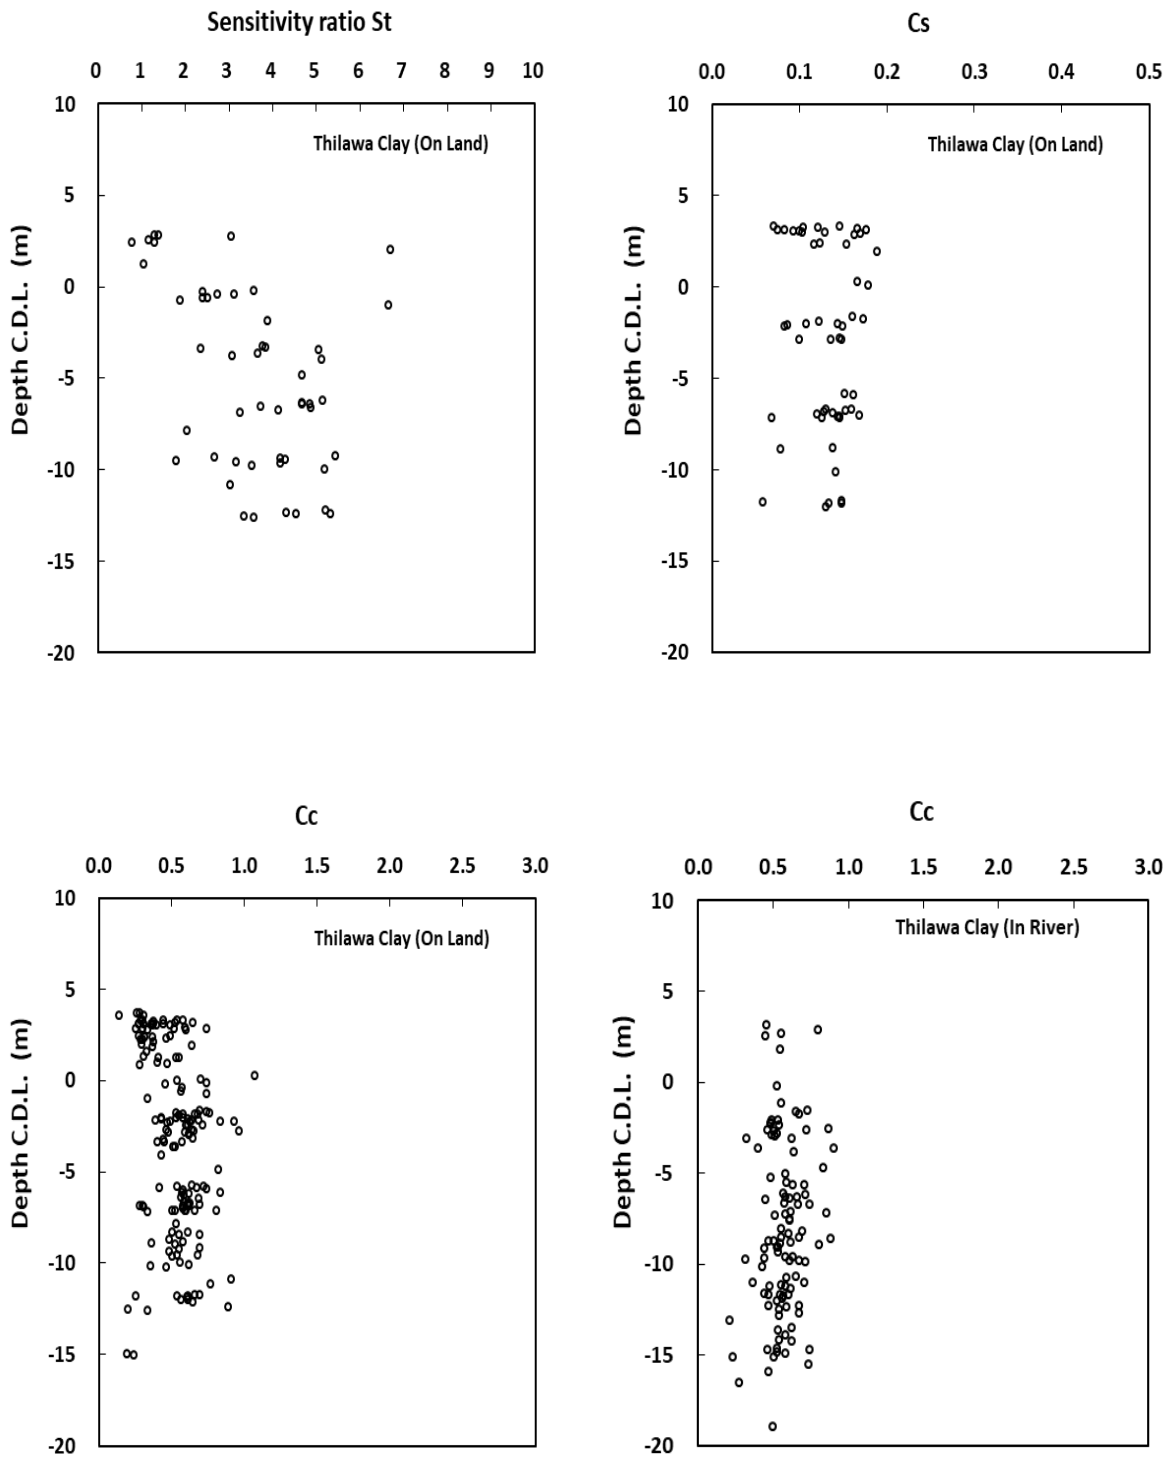 Sensitivity ratio St
0 1 2 3 4 5 6 7 8 9 10
10
5
0
-5
-10
-15
-20
Depth C.D.L. (m)
Thilawa Clay (On Land)
Cs
0.0 0.1 0.2 0.3 0.4 0.5
10
5
0
-5
-10
-15
-20
Depth C.D.L. (m)
Thilawa Clay (On Land)
Cc
0.0 0.5 1.0 1.5 2.0 2.5 3.0
10
5
0
-5
-10
-15
-20
Depth C.D.L. (m)
Thilawa Clay (On Land)
Cc
0.0 0.5 1.0 2.0 2.0 3.0
10
5
0
-5
-10
-15
-20
Depth C.D.L. (m)
Thilawa Clay (In River)